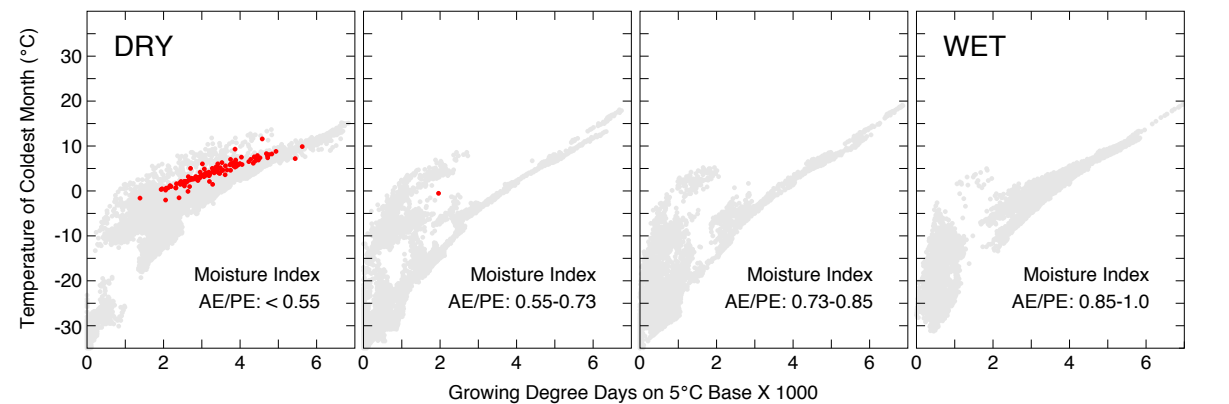 Temperature of Coldest Month (°C)
30
20
10
0
-10
-20
-30
DRY
WET
Moisture Index
AE/PE: < 0.55
Moisture Index
AE/PE: 0.55-0.73
Moisture Index
AE/PE: 0.73-0.85
Moisture Index
AE/PE: 0.85-1.0
0 2 4 6 0 2 4 6 0 2 4 6 0 2 4 6
Growing Degree Days on 5°C Base X 1000